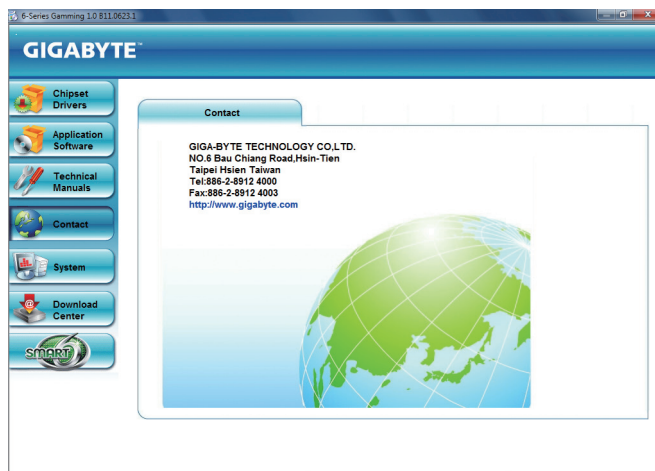 6-Series Gamming 1.0 B11.0623.1
GIGABYTE™
Chipset
Drivers
Application
Software
Technical
Manuals
Contact
System
Download
Center
SMART6
Contact
GIGA-BYTE TECHNOLOGY CO,LTD.
NO.6 Bau Chiang Road,Hsin-Tien
Taipei Hsien Taiwan
Tel:886-2-8912 4000
Fax:886-2-8912 4003
http://www.gigabyte.com